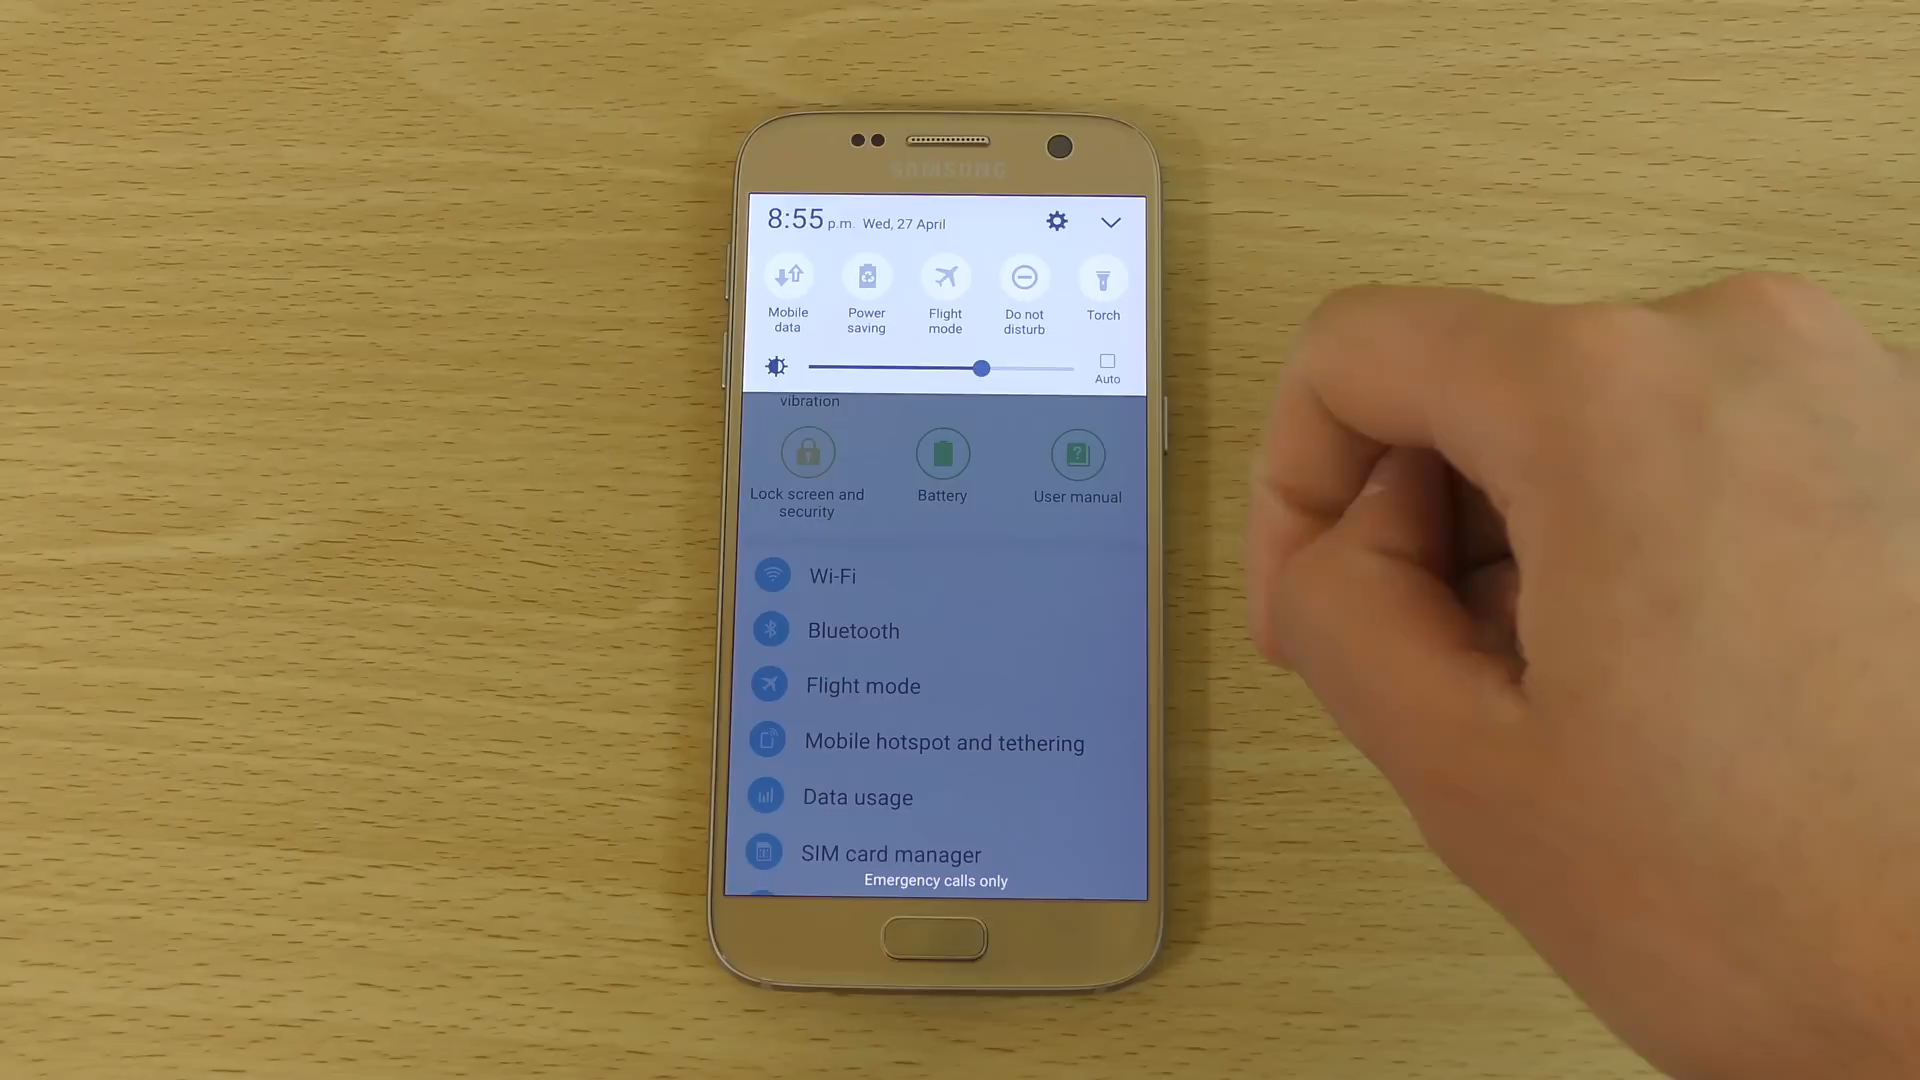 SAMSUNG
8:55 p.m. Wed, 27 April
Mobile data
Power saving
Flight mode
Do not disturb
Torch
Auto
vibration
Lock screen and security
Battery
User manual
Wi-Fi
Bluetooth
Flight mode
Mobile hotspot and tethering
Data usage
SIM card manager
Emergency calls only